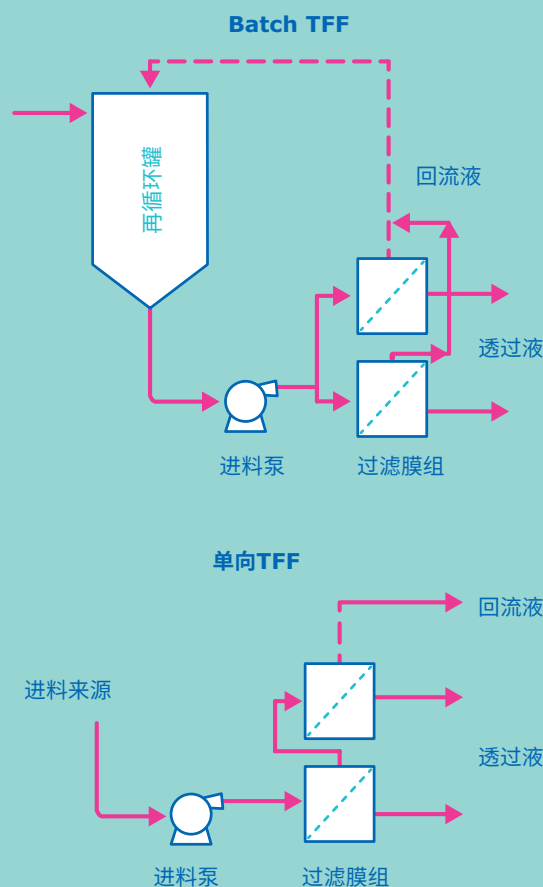 Batch TFF
再循环罐
回流液
透过液
进料泵
过滤膜组
单向TFF
回流液
进料来源
透过液
进料泵
过滤膜组